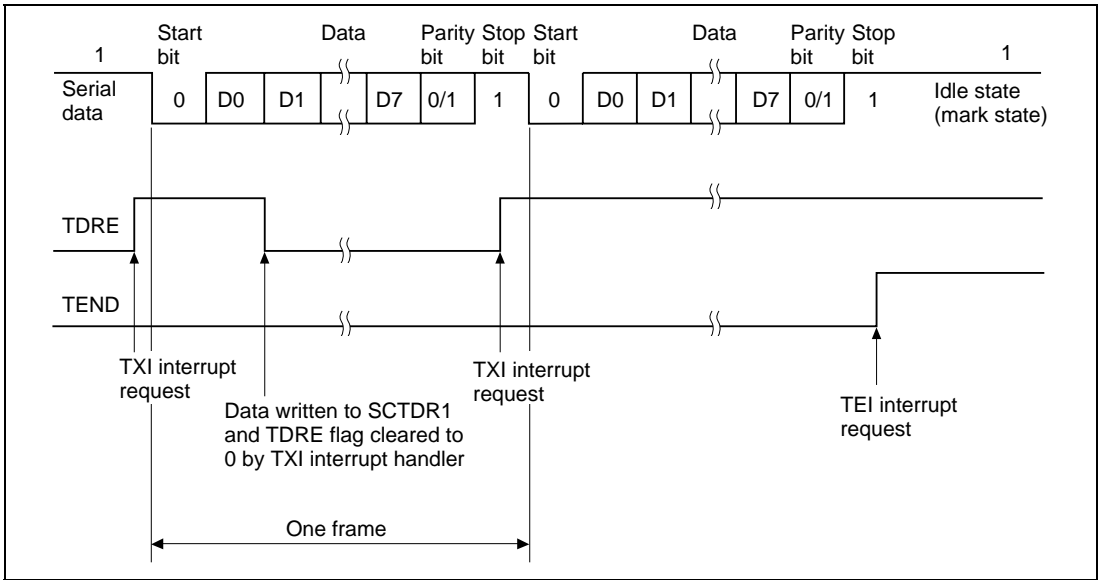 Start bit
Data
Parity bit
Stop bit
Start bit
Data
Parity bit
Stop bit
1
1
Serial data
0
D0
D1
D7
0/1
1
0
D0
D1
D7
0/1
1
Idle state
(mark state)
TDRE
TEND
TXI interrupt
request
Data written to SCTDR1
and TDRE flag cleared to
0 by TXI interrupt handler
TXI interrupt
request
TEI interrupt
request
One frame